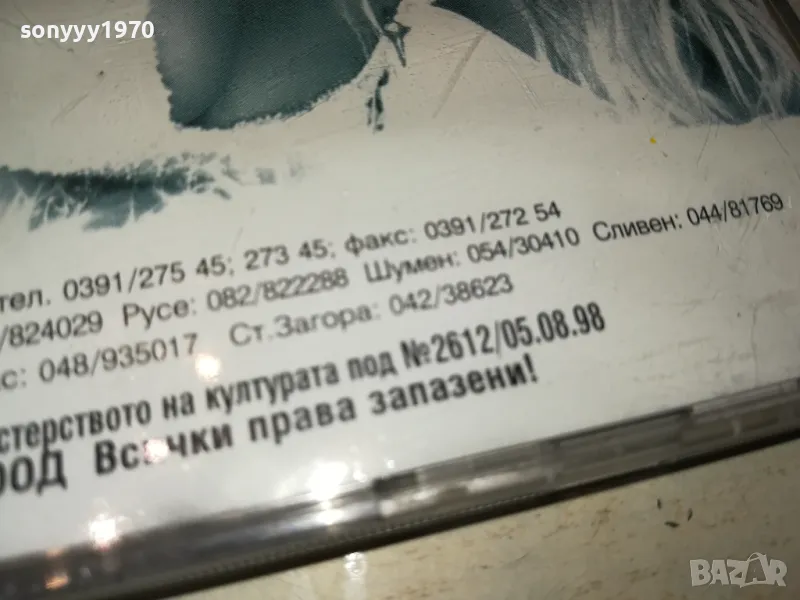 sonyyy1970
тел. 0391/275 45; 273 45; факс: 0391/272 54
/824029 Русе: 082/822288 Шумен: 054/30410 Сливен: 044/81769
с: 048/935017 Ст.Загора: 042/38623
стерството на културата под №2612/05.08.98
ООД Всички права запазени!
BAZAR